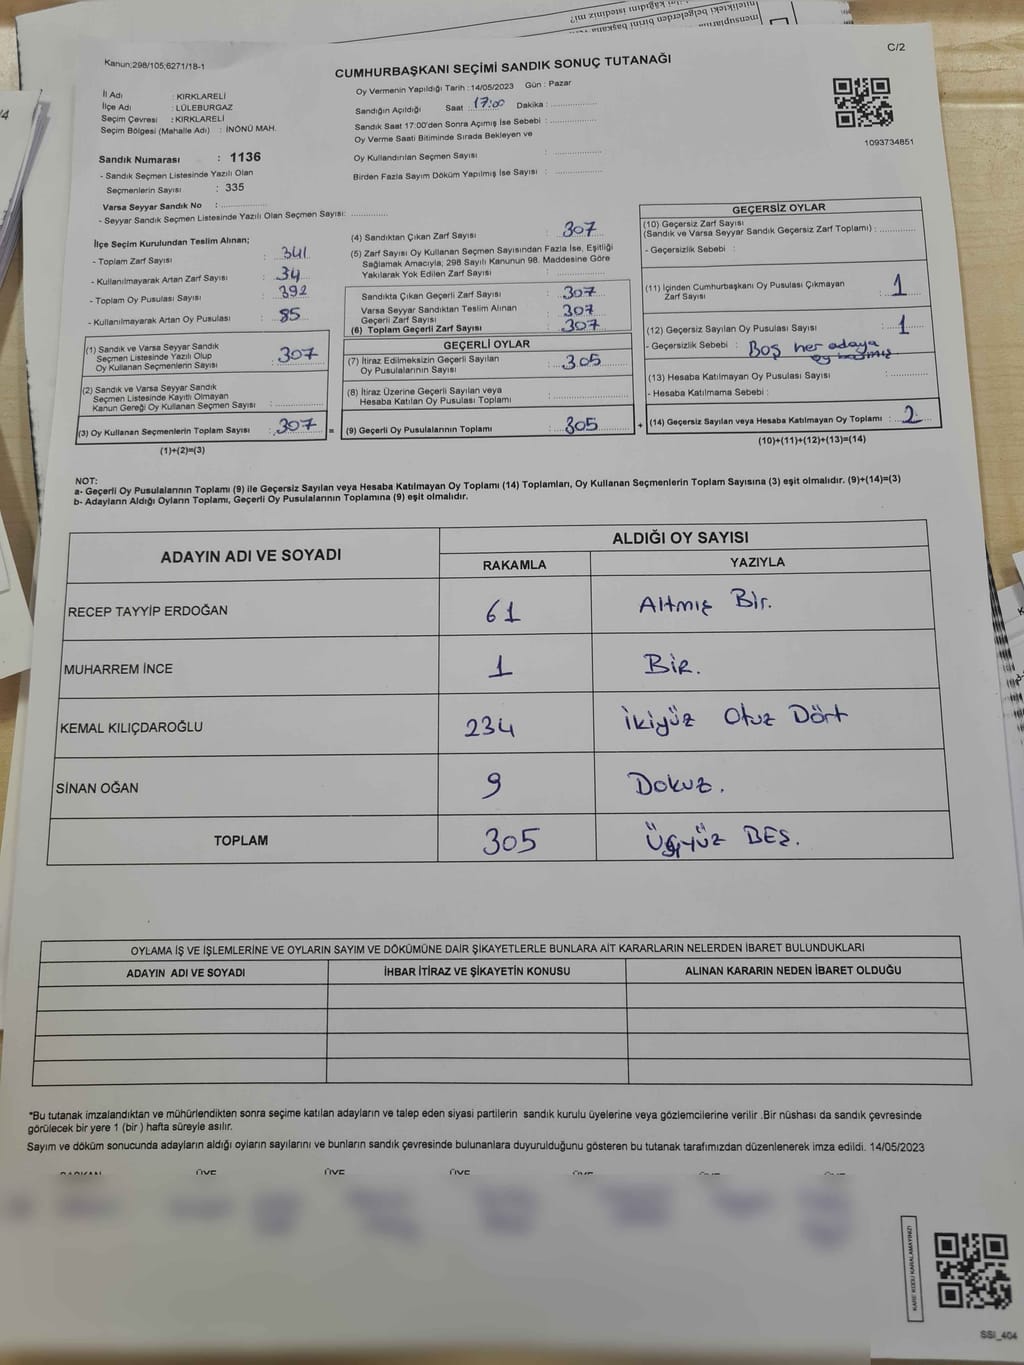 Kanun;298/105;6271/18-1
C/2
CUMHURBAŞKANI SEÇİMİ SANDIK SONUÇ TUTANAĞI
İl Adı : KIRKLARELİ
İlçe Adı : LÜLEBURGAZ
Seçim Çevresi : KIRKLARELİ
Seçim Bölgesi (Mahalle Adı) : İNÖNÜ MAH.
Sandık Numarası : 1136
- Sandık Seçmen Listesinde Yazılı Olan
Seçmenlerin Sayısı : 335
Varsa Seyyar Sandık No :
- Seyyar Sandık Seçmen Listesinde Yazılı Olan Seçmen Sayısı:
Oy Vermenin Yapıldığı Tarih : 14/05/2023 Gün : Pazar
Sandığın Açıldığı Saat 17:00 Dakika :
Sandık Saat 17:00'den Sonra Açımış İse Sebebi :
Oy Verme Saati Bitiminde Sırada Bekleyen ve
Oy Kullandırılan Seçmen Sayısı :
Birden Fazla Sayım Döküm Yapılmış İse Sayısı :
1093734851
İlçe Seçim Kurulundan Teslim Alınan;
- Toplam Zarf Sayısı : 341
- Kullanılmayarak Artan Zarf Sayısı : 34
- Toplam Oy Pusulası Sayısı : 392
- Kullanılmayarak Artan Oy Pusulası : 85
(1) Sandık ve Varsa Seyyar Sandık
Seçmen Listesinde Yazılı Olup
Oy Kullanan Seçmenlerin Sayısı : 307
(2) Sandık ve Varsa Seyyar Sandık
Seçmen Listesinde Kayıtlı Olmayan
Kanun Gereği Oy Kullanan Seçmen Sayısı :
(3) Oy Kullanan Seçmenlerin Toplam Sayısı : 307
(1)+(2)=(3)
(4) Sandıktan Çıkan Zarf Sayısı : 307
(5) Zarf Sayısı Oy Kullanan Seçmen Sayısından Fazla İse, Eşitliği
Sağlamak Amacıyla; 298 Sayılı Kanunun 98. Maddesine Göre
Yakılarak Yok Edilen Zarf Sayısı :
Sandıkta Çıkan Geçerli Zarf Sayısı : 307
Varsa Seyyar Sandıktan Teslim Alınan
Geçerli Zarf Sayısı : 307
(6) Toplam Geçerli Zarf Sayısı : 307
GEÇERLİ OYLAR
(7) İtiraz Edilmeksizin Geçerli Sayılan
Oy Pusulalarının Sayısı : 305
(8) İtiraz Üzerine Geçerli Sayılan veya
Hesaba Katılan Oy Pusulası Toplamı :
= (9) Geçerli Oy Pusulalarının Toplamı : 305 +
GEÇERSİZ OYLAR
(10) Geçersiz Zarf Sayısı
(Sandık ve Varsa Seyyar Sandık Geçersiz Zarf Toplamı) :
- Geçersizlik Sebebi :
(11) İçinden Cumhurbaşkanı Oy Pusulası Çıkmayan
Zarf Sayısı : 1
(12) Geçersiz Sayılan Oy Pusulası Sayısı : 1
- Geçersizlik Sebebi : Boş her adaya
oy
(13) Hesaba Katılmayan Oy Pusulası Sayısı :
- Hesaba Katılmama Sebebi :
(14) Geçersiz Sayılan veya Hesaba Katılmayan Oy Toplamı : 2
(10)+(11)+(12)+(13)=(14)
NOT:
a- Geçerli Oy Pusulalarının Toplamı (9) ile Geçersiz Sayılan veya Hesaba Katılmayan Oy Toplamı (14) Toplamları, Oy Kullanan Seçmenlerin Toplam Sayısına (3) eşit olmalıdır. (9)+(14)=(3)
b- Adayların Aldığı Oyların Toplamı, Geçerli Oy Pusulalarının Toplamına (9) eşit olmalıdır.
ADAYIN ADI VE SOYADI
ALDIĞI OY SAYISI
RAKAMLA YAZIYLA
RECEP TAYYİP ERDOĞAN 61 Altmış Bir.
MUHARREM İNCE 1 Bir.
KEMAL KILIÇDAROĞLU 234 İkiyüz Otuz Dört
SİNAN OĞAN 9 Dokuz.
TOPLAM 305 Üçyüz BEŞ.
OYLAMA İŞ VE İŞLEMLERİNE VE OYLARIN SAYIM VE DÖKÜMÜNE DAİR ŞİKAYETLERLE BUNLARA AİT KARARLARIN NELERDEN İBARET BULUNDUKLARI
ADAYIN ADI VE SOYADI İHBAR İTİRAZ VE ŞİKAYETİN KONUSU ALINAN KARARIN NEDEN İBARET OLDUĞU
*Bu tutanak imzalandıktan ve mühürlendikten sonra seçime katılan adayların ve talep eden siyasi partilerin sandık kurulu üyelerine veya gözlemcilerine verilir .Bir nüshası da sandık çevresinde
görülecek bir yere 1 (bir ) hafta süreyle asılır.
Sayım ve döküm sonucunda adayların aldığı oyların sayılarını ve bunların sandık çevresinde bulunanlara duyurulduğunu gösteren bu tutanak tarafımızdan düzenlenerek imza edildi. 14/05/2023
BAŞKAN ÜYE ÜYE ÜYE ÜYE
KARE KODU KARALAMAYINIZ!
SSI_404